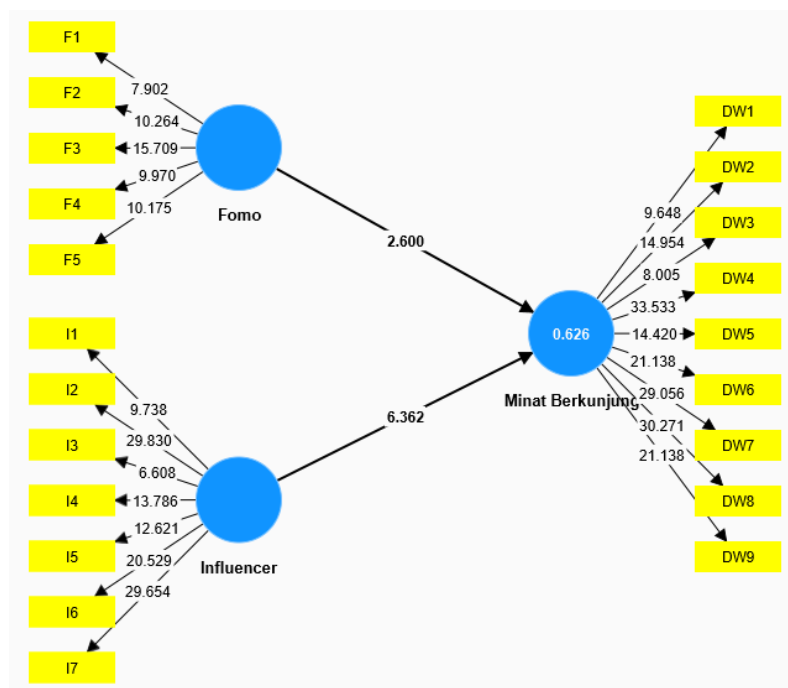 F1
F2
F3
F4
F5
7.902
10.264
15.709
9.970
10.175
Fomo
2.600
I1
I2
I3
I4
I5
I6
I7
9.738
29.830
6.608
13.786
12.621
20.529
29.654
Influencer
6.362
0.626
Minat Berkunjung
9.648
14.954
8.005
33.533
14.420
21.138
29.056
30.271
21.138
DW1
DW2
DW3
DW4
DW5
DW6
DW7
DW8
DW9